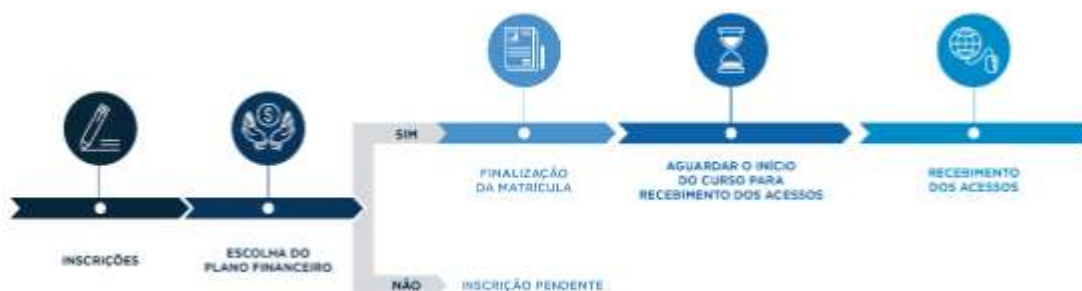 INSCRIÇÕES
ESCOLHA DO
PLANO FINANCEIRO
SIM
FINALIZAÇÃO
DA MATRÍCULA
AGUARDAR O INÍCIO
DO CURSO PARA
RECEBIMENTO DOS ACESSOS
RECEBIMENTO
DOS ACESSOS
NÃO
INSCRIÇÃO PENDENTE